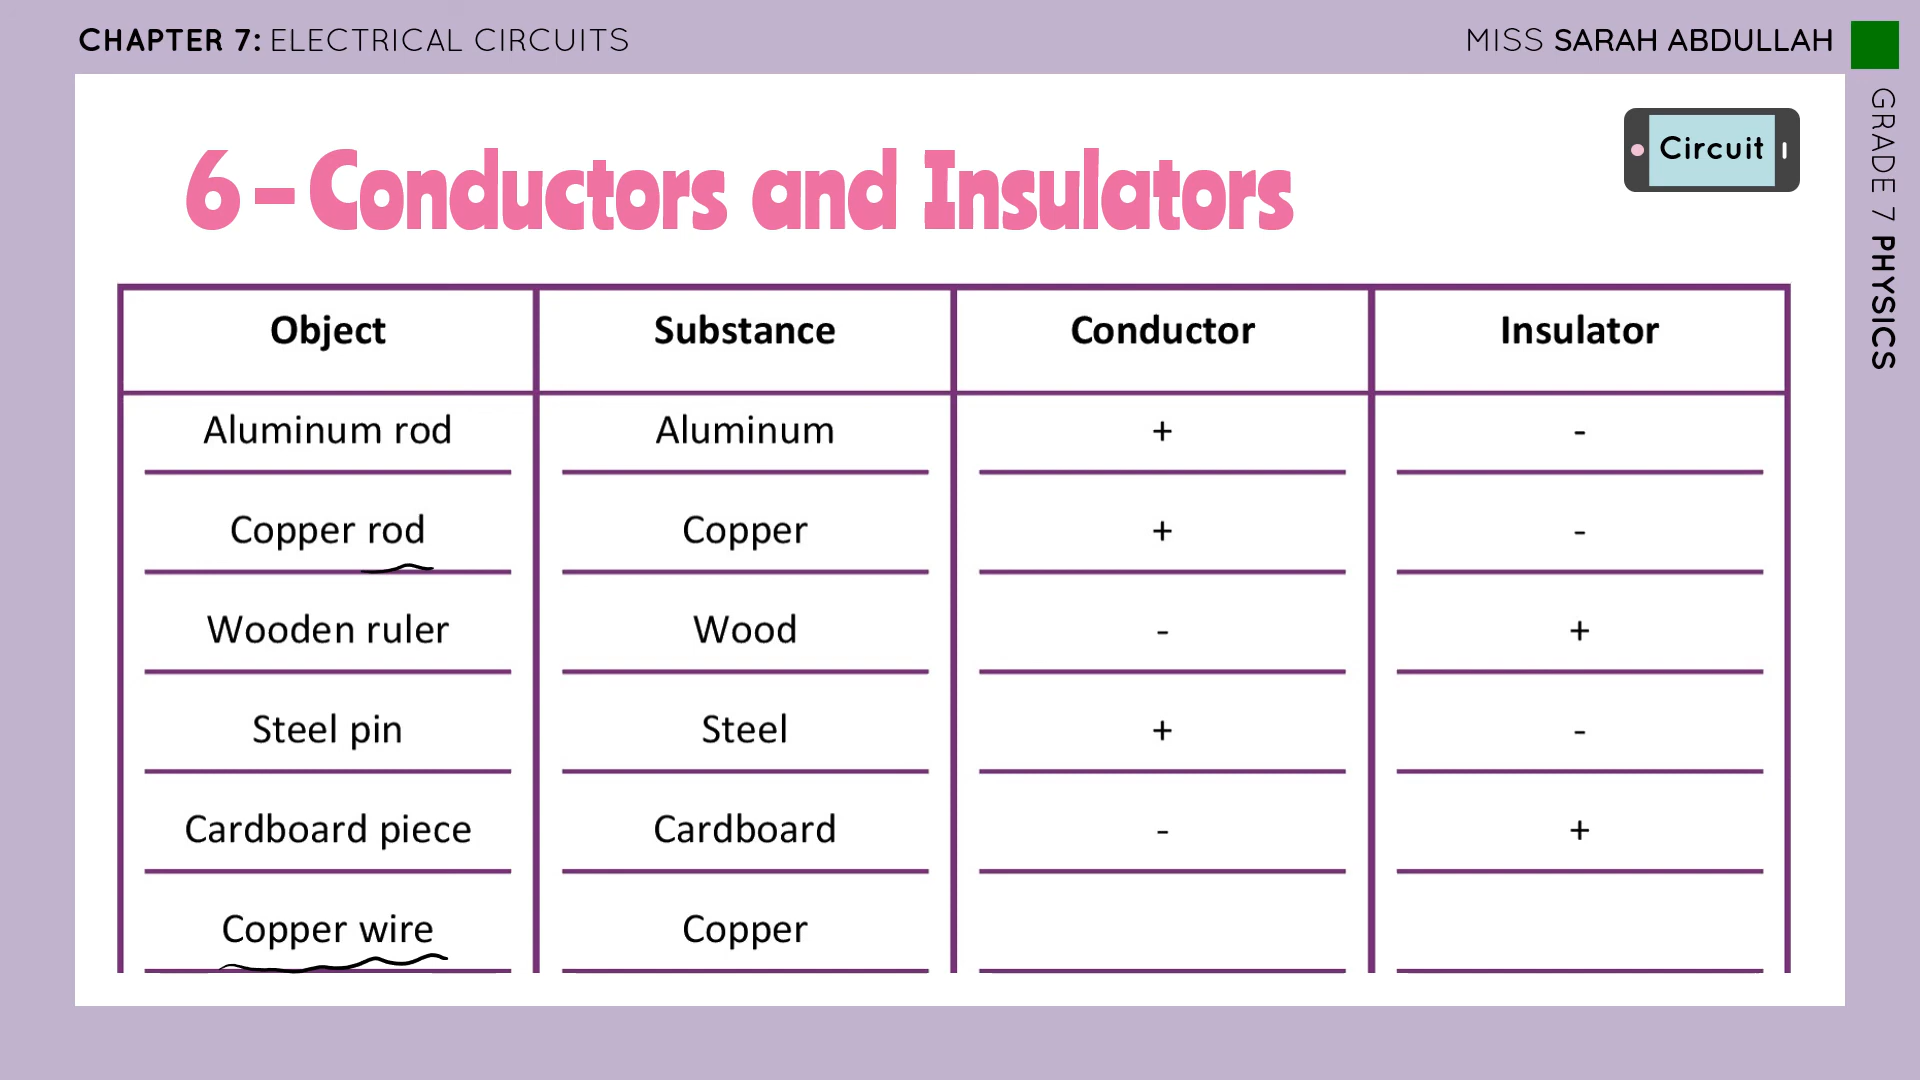 CHAPTER 7: ELECTRICAL CIRCUITS
MISS SARAH ABDULLAH
GRADE 7 PHYSICS
Circuit
6-Conductors and Insulators
Object Substance Conductor Insulator
Aluminum rod Aluminum + -
Copper rod Copper + -
Wooden ruler Wood - +
Steel pin Steel + -
Cardboard piece Cardboard - +
Copper wire Copper